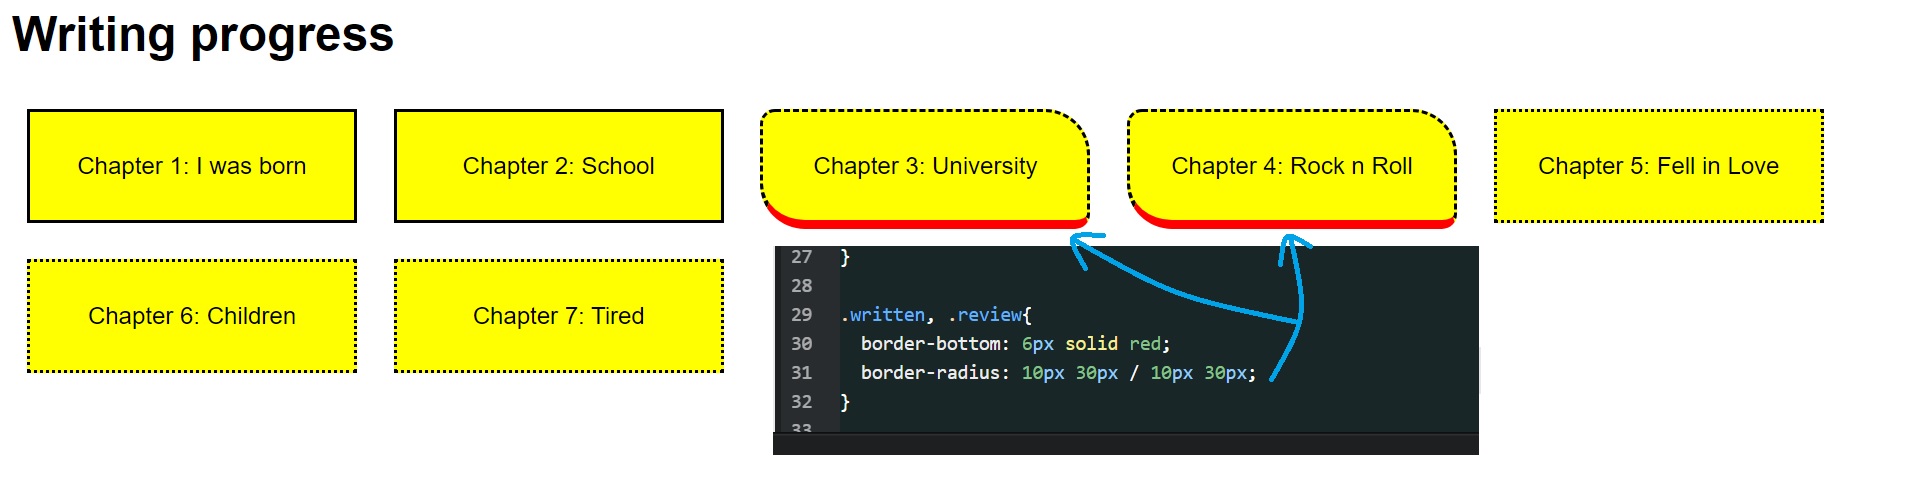 Writing progress
Chapter 1: I was born
Chapter 2: School
Chapter 3: University
Chapter 4: Rock n Roll
Chapter 5: Fell in Love
Chapter 6: Children
Chapter 7: Tired
27 }
28
29 .written, .review{
30   border-bottom: 6px solid red;
31   border-radius: 10px 30px / 10px 30px;
32 }
33